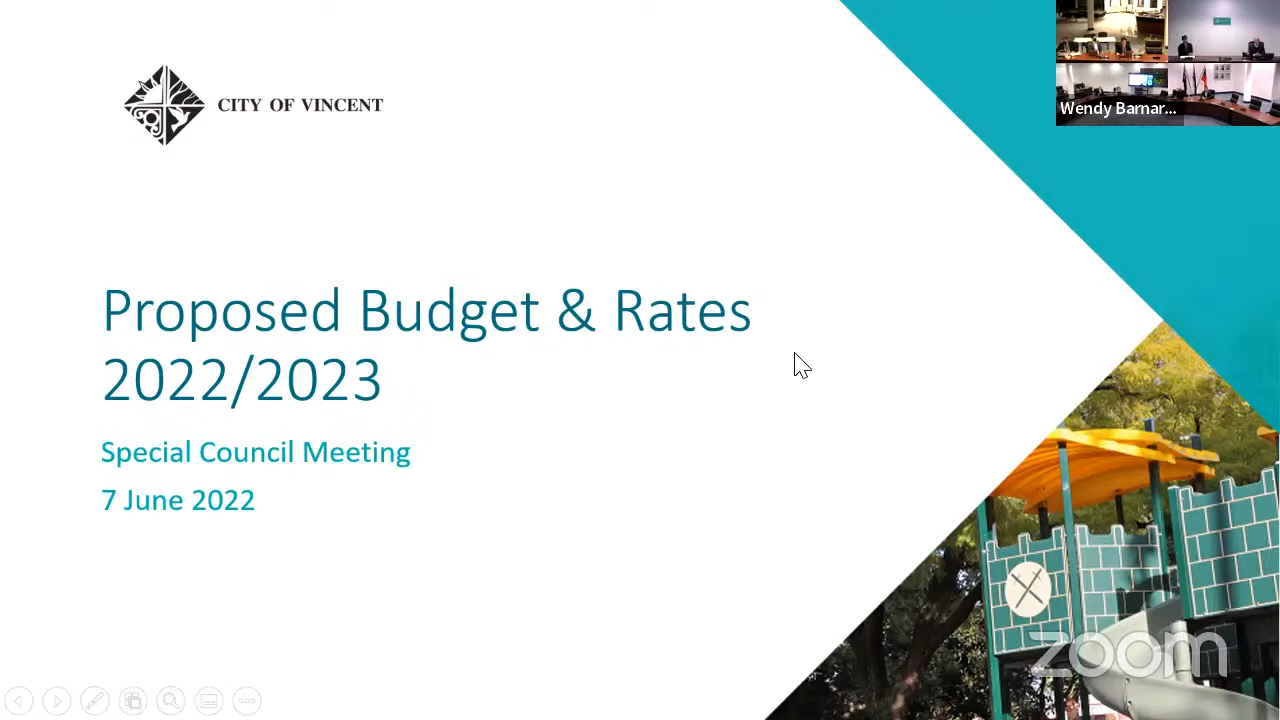 CITY OF VINCENT
Wendy Barnar...
Proposed Budget & Rates
2022/2023
Special Council Meeting
7 June 2022
zoom